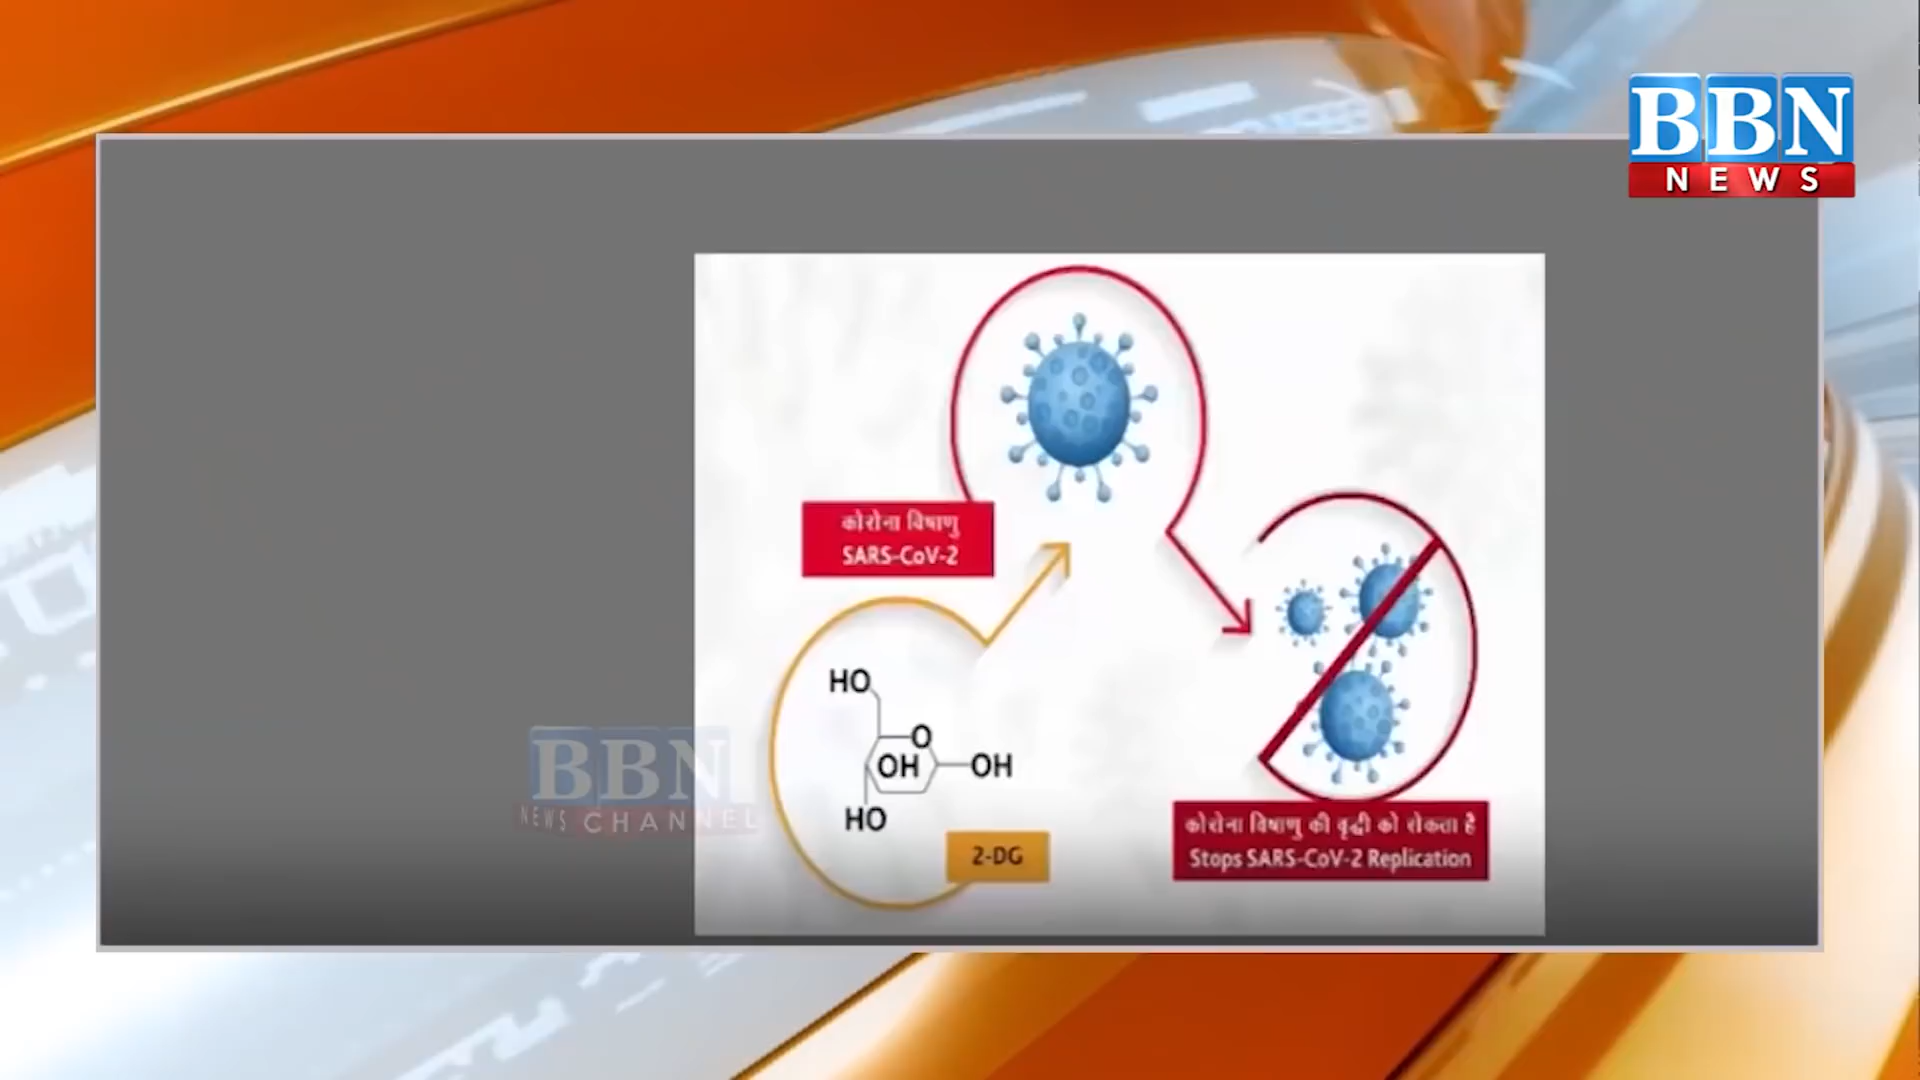 BBN
NEWS
कोरोना विषाणु
SARS-CoV-2
HO
O
OH
OH
HO
2-DG
BBN
NEWS CHANNEL
कोरोना विषाणु की वृद्धी को रोकता है
Stops SARS-CoV-2 Replication